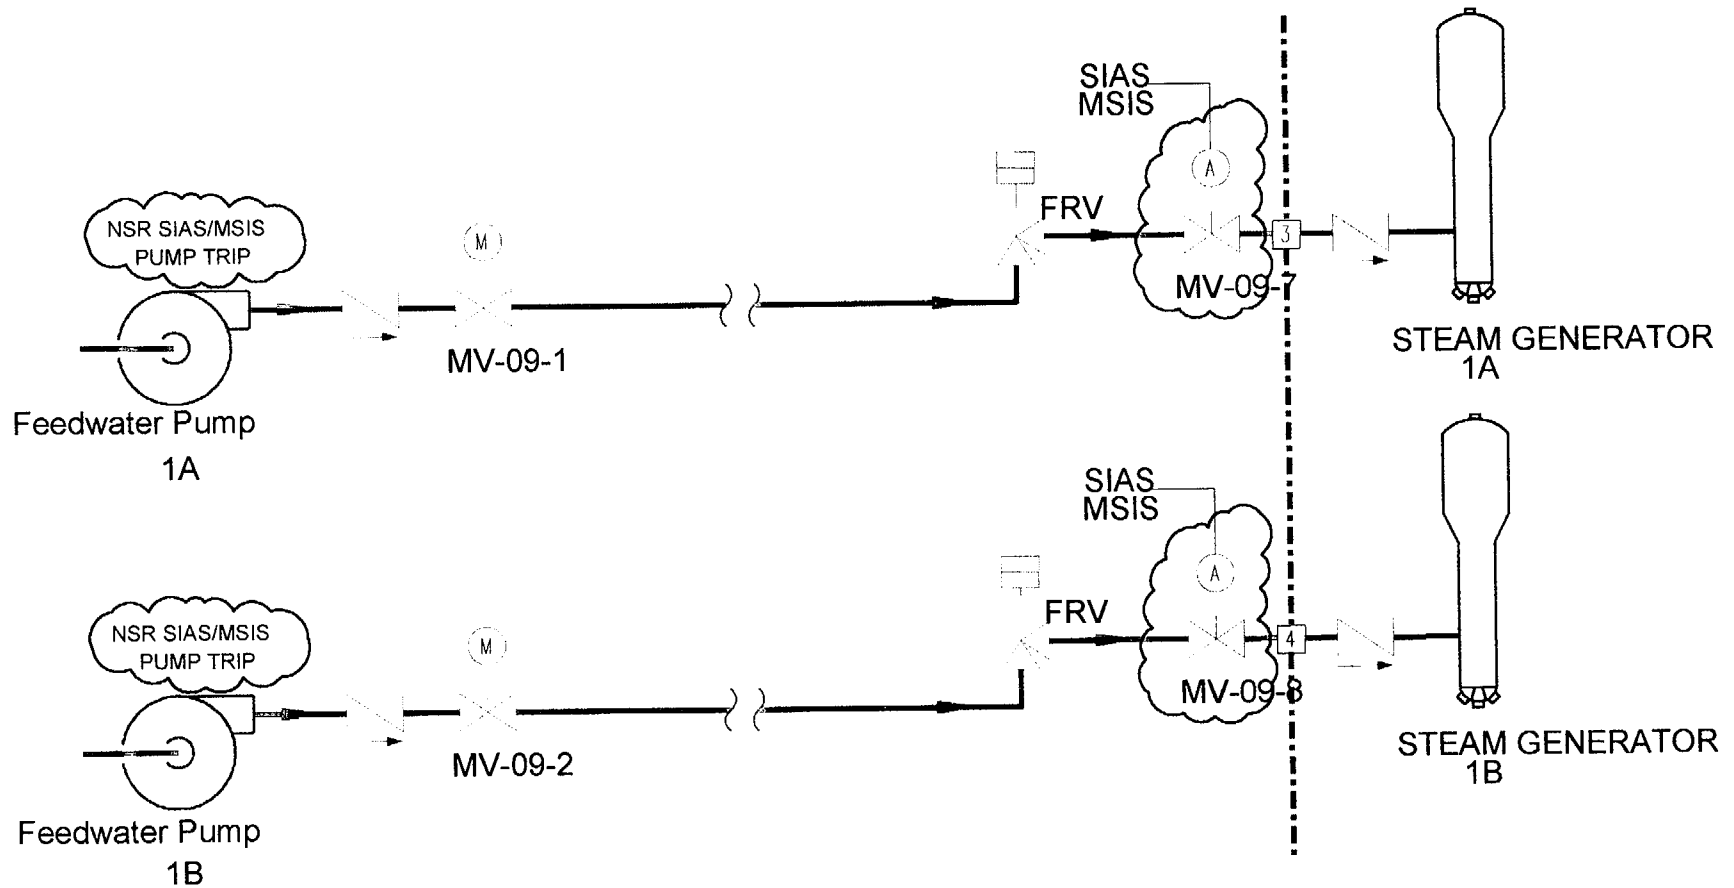 SIAS
MSIS
A
FRV
NSR SIAS/MSIS
PUMP TRIP
M
3
MV-09-7
MV-09-1
STEAM GENERATOR
1A
Feedwater Pump
1A
SIAS
MSIS
A
FRV
NSR SIAS/MSIS
PUMP TRIP
M
4
MV-09-8
MV-09-2
STEAM GENERATOR
1B
Feedwater Pump
1B